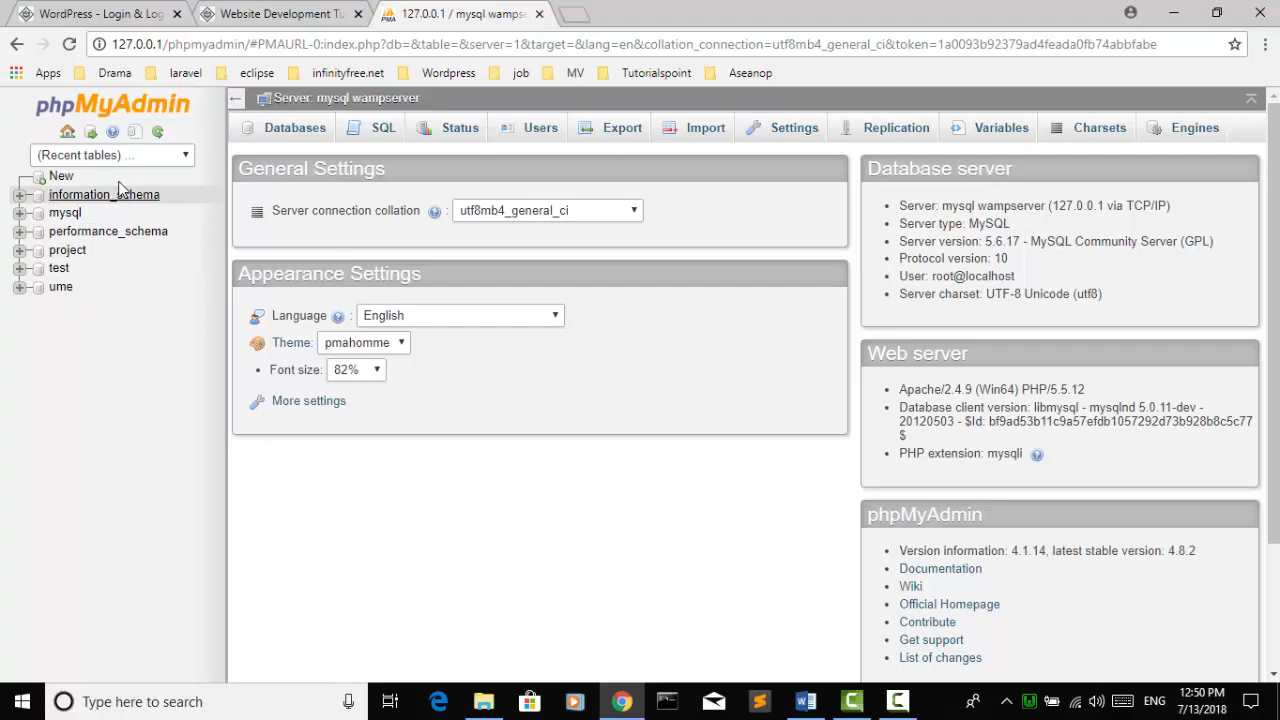 WordPress - Login & Log
Website Development Tu
127.0.0.1 / mysql wamps
127.0.0.1/phpmyadmin/#PMAURL-0:index.php?db=&table=&server=1&target=&lang=en&collation_connection=utf8mb4_general_ci&token=1a0093b92379ad4feada0fb74abbfabe
Apps Drama laravel eclipse infinityfree.net Wordpress job MV Tutorialspoint Aseanop
phpMyAdmin
(Recent tables) ...
New
information_schema
mysql
performance_schema
project
test
ume
Server: mysql wampserver
Databases SQL Status Users Export Import Settings Replication Variables Charsets Engines
General Settings
Server connection collation : utf8mb4_general_ci
Appearance Settings
Language : English
Theme: pmahomme
• Font size: 82%
More settings
Database server
• Server: mysql wampserver (127.0.0.1 via TCP/IP)
• Server type: MySQL
• Server version: 5.6.17 - MySQL Community Server (GPL)
• Protocol version: 10
• User: root@localhost
• Server charset: UTF-8 Unicode (utf8)
Web server
• Apache/2.4.9 (Win64) PHP/5.5.12
• Database client version: libmysql - mysqlnd 5.0.11-dev -
20120503 - $Id: bf9ad53b11c9a57efdb1057292d73b928b8c5c77
$
• PHP extension: mysqli
phpMyAdmin
• Version information: 4.1.14, latest stable version: 4.8.2
• Documentation
• Wiki
• Official Homepage
• Contribute
• Get support
• List of changes
Type here to search
ENG
12:50 PM
7/13/2018